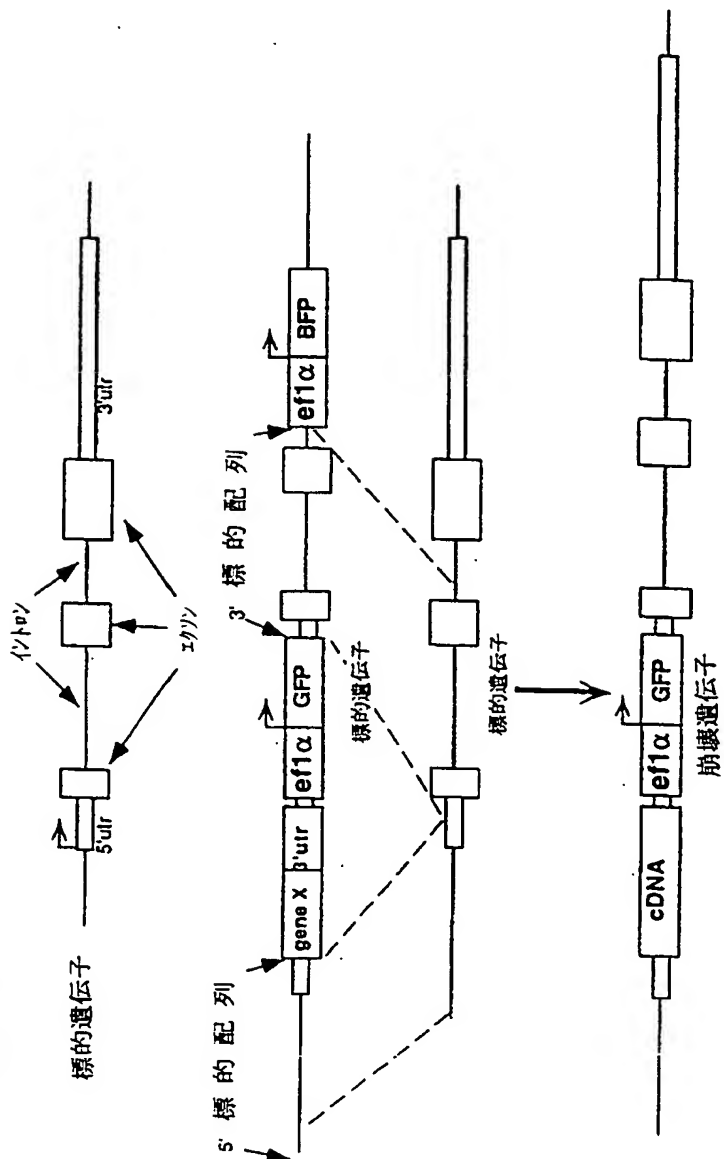 標的遺伝子
5'utr
イントロン
エクソン
3'utr
5' 標 的 配 列
gene X
3'utr
ef1α
GFP
3' 標 的 配 列
ef1α
BFP
標的遺伝子
標的遺伝子
cDNA
ef1α
GFP
崩壊遺伝子